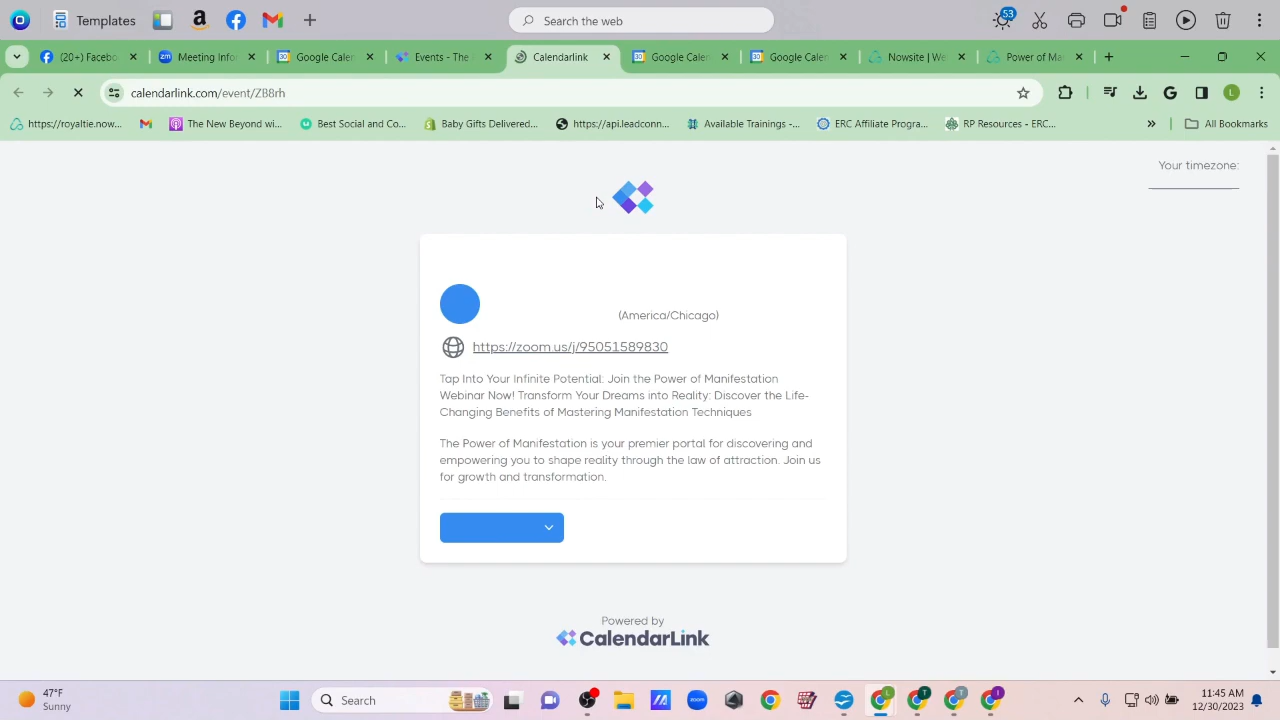 Templates
Search the web
53
(20+) Facebo
Meeting Infor
Google Calen
Events - The
Calendarlink
Google Calen
Google Calen
Nowsite | We
Power of Ma
calendarlink.com/event/ZB8rh
L
https://royaltie.now...
The New Beyond wi...
Best Social and Co...
Baby Gifts Delivered...
https://api.leadconn...
Available Trainings -...
ERC Affiliate Progra...
RP Resources - ERC...
All Bookmarks
Your timezone:
(America/Chicago)
https://zoom.us/j/95051589830
Tap Into Your Infinite Potential: Join the Power of Manifestation
Webinar Now! Transform Your Dreams into Reality: Discover the Life-
Changing Benefits of Mastering Manifestation Techniques
The Power of Manifestation is your premier portal for discovering and
empowering you to shape reality through the law of attraction. Join us
for growth and transformation.
Powered by
CalendarLink
47°F
Sunny
Search
11:45 AM
12/30/2023